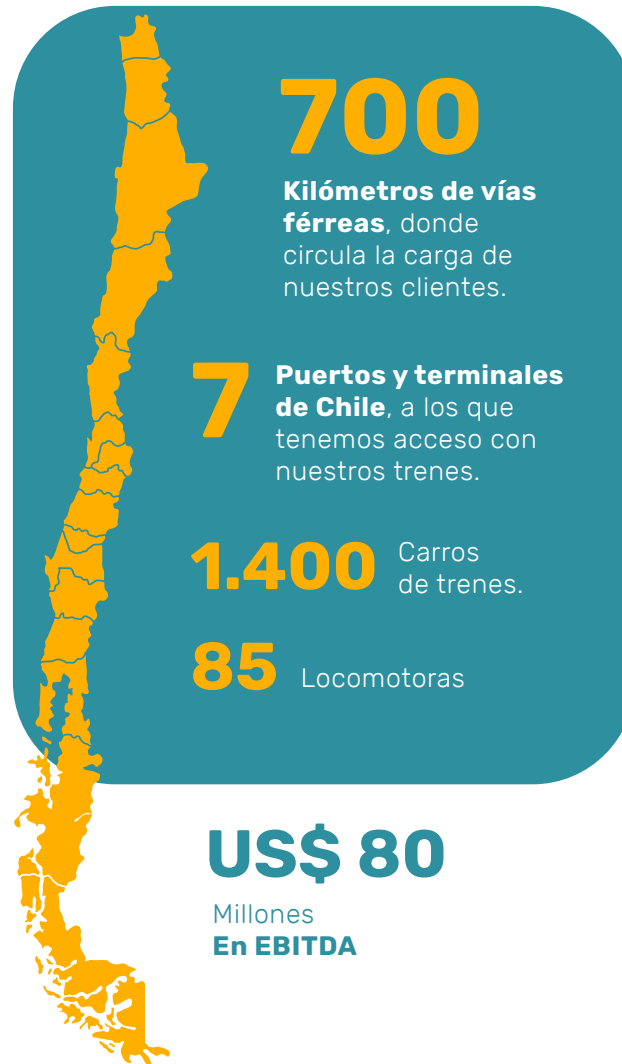 700
Kilómetros de vías
férreas, donde
circula la carga de
nuestros clientes.
7
Puertos y terminales
de Chile, a los que
tenemos acceso con
nuestros trenes.
1.400
Carros
de trenes.
85 Locomotoras
US$ 80
Millones
En EBITDA